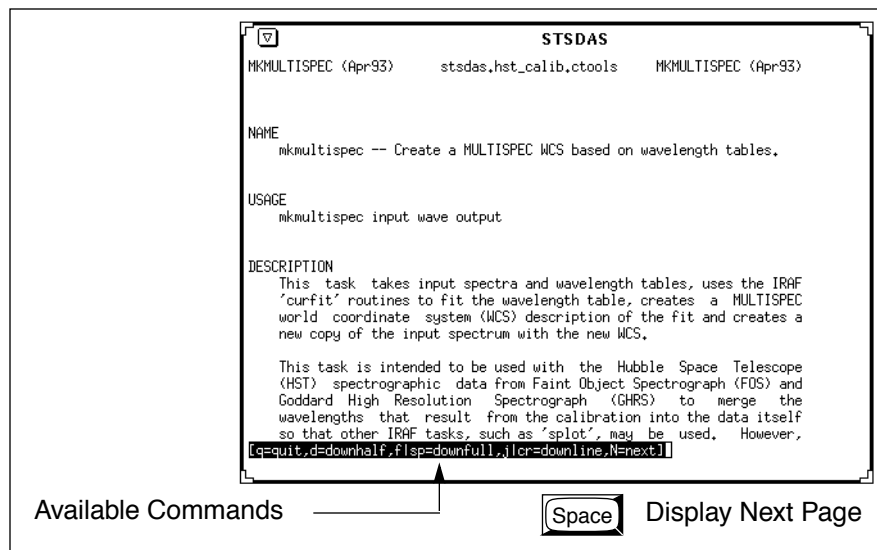 STSDAS
MKMULTISPEC (Apr93) stsdas.hst_calib.ctools MKMULTISPEC (Apr93)
NAME
mkmultispec -- Create a MULTISPEC WCS based on wavelength tables.
USAGE
mkmultispec input wave output
DESCRIPTION
This task takes input spectra and wavelength tables, uses the IRAF
'curfit' routines to fit the wavelength table, creates a MULTISPEC
world coordinate system (WCS) description of the fit and creates a
new copy of the input spectrum with the new WCS.
This task is intended to be used with the Hubble Space Telescope
(HST) spectrographic data from Faint Object Spectrograph (FOS) and
Goddard High Resolution Spectrograph (GHRS) to merge the
wavelengths that result from the calibration into the data itself
so that other IRAF tasks, such as 'splot', may be used. However,
[q=quit,d=downhalf,f|sp=downfull,j|cr=downline,N=next]
Available Commands
Space Display Next Page